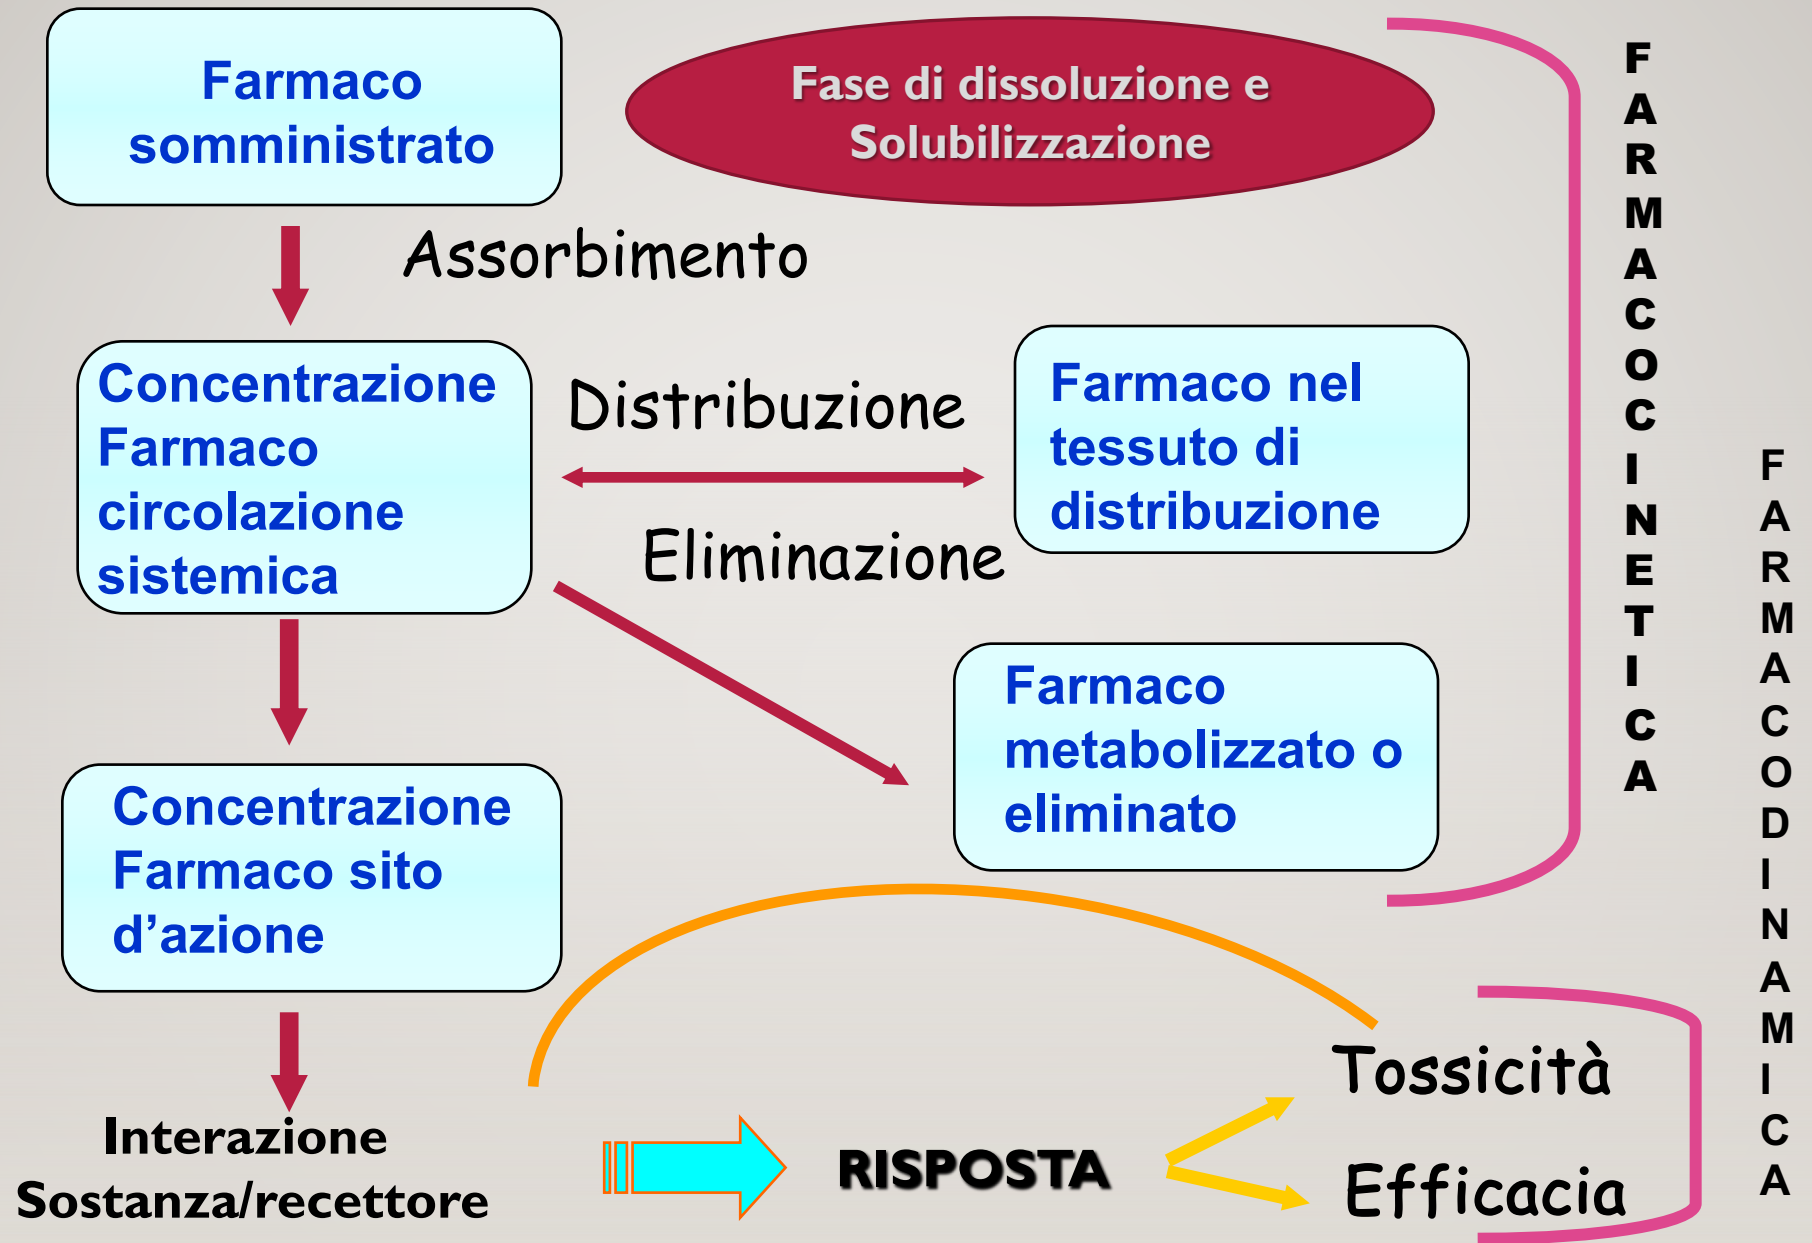 Farmaco
somministrato
Fase di dissoluzione e
Solubilizzazione
Assorbimento
Concentrazione
Farmaco
circolazione
sistemica
Distribuzione
Eliminazione
Farmaco nel
tessuto di
distribuzione
Farmaco
metabolizzato o
eliminato
Concentrazione
Farmaco sito
d’azione
Interazione
Sostanza/recettore
RISPOSTA
Tossicità
Efficacia
FARMACOCINETICA
FARMACODINAMICA